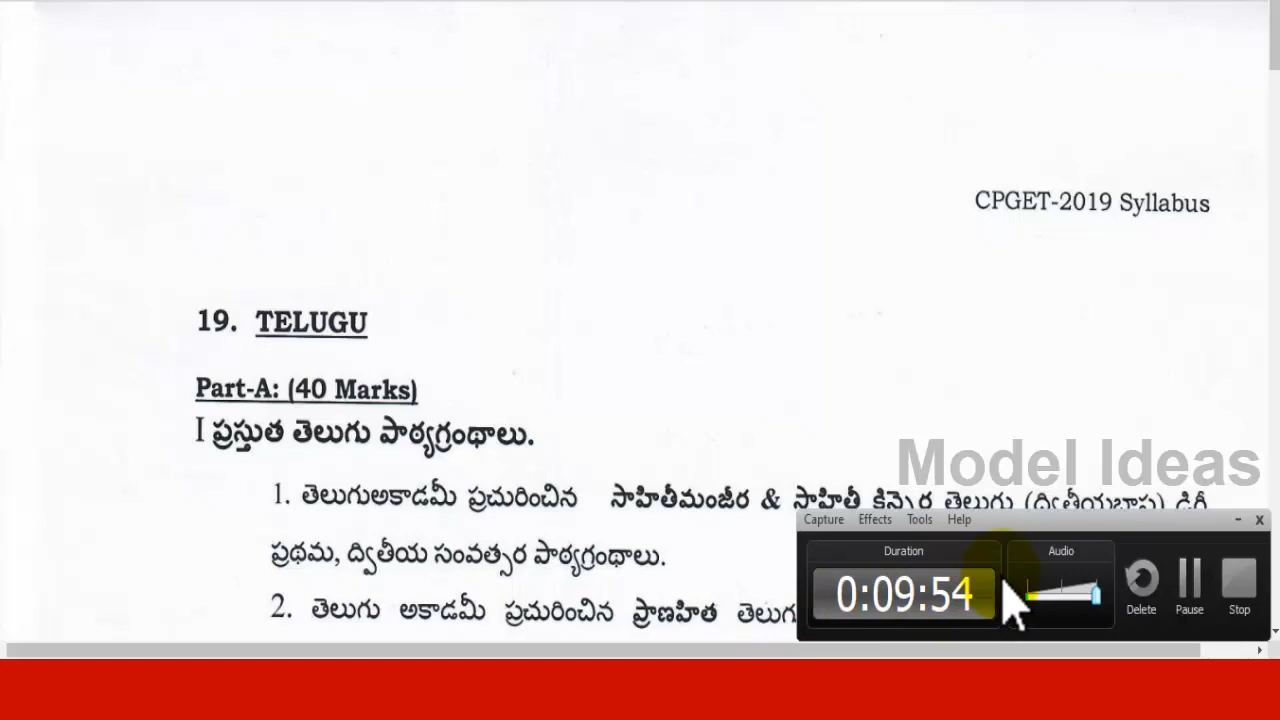 CPGET-2019 Syllabus
19. TELUGU
Part-A: (40 Marks)
I ప్రస్తుత తెలుగు పాఠ్యగ్రంథాలు.
Model Ideas
1. తెలుగుఅకాడమీ ప్రచురించిన సాహితీమంజీర & సాహితీ కిన్నెర తెలుగు (ద్వితీయభాష) డిగ్రీ
ప్రథమ, ద్వితీయ సంవత్సర పాఠ్యగ్రంథాలు.
2. తెలుగు అకాడమీ ప్రచురించిన ప్రాణహిత తెలుగు
Capture Effects Tools Help
Duration Audio
0:09:54
Delete Pause Stop